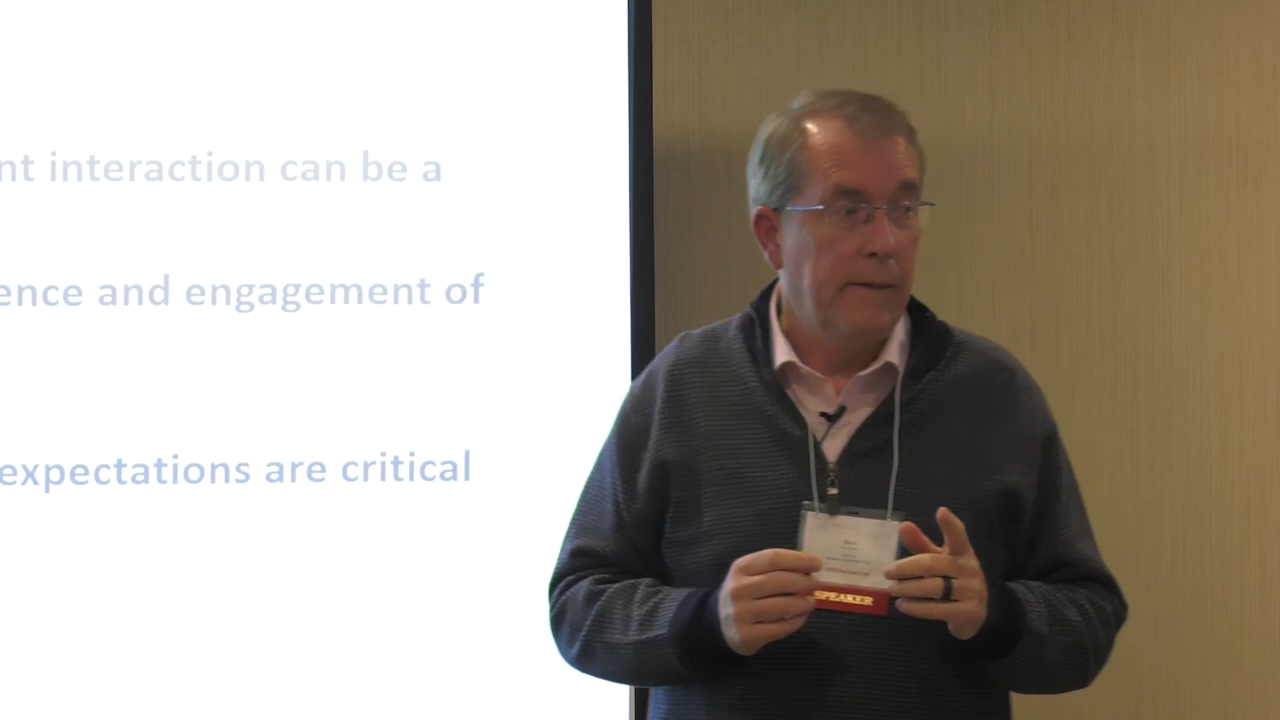 nt interaction can be a
ence and engagement of
expectations are critical
SPEAKER